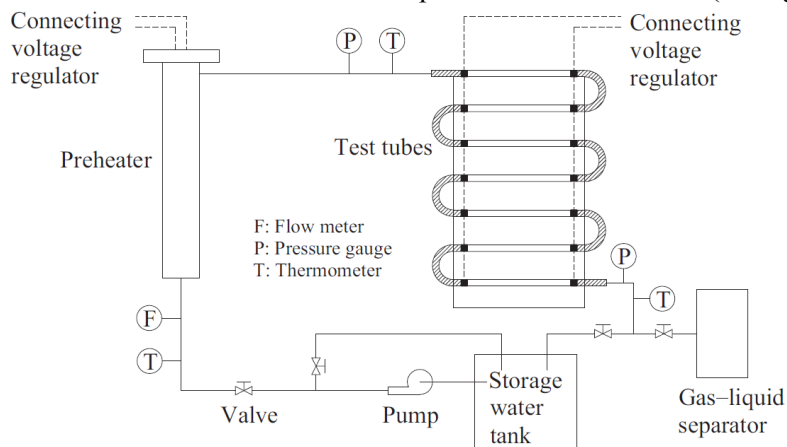 Connecting
voltage
regulator
P
T
Connecting
voltage
regulator
Preheater
Test tubes
F: Flow meter
P: Pressure gauge
T: Thermometer
P
T
F
T
Valve
Pump
Storage
water
tank
Gas–liquid
separator